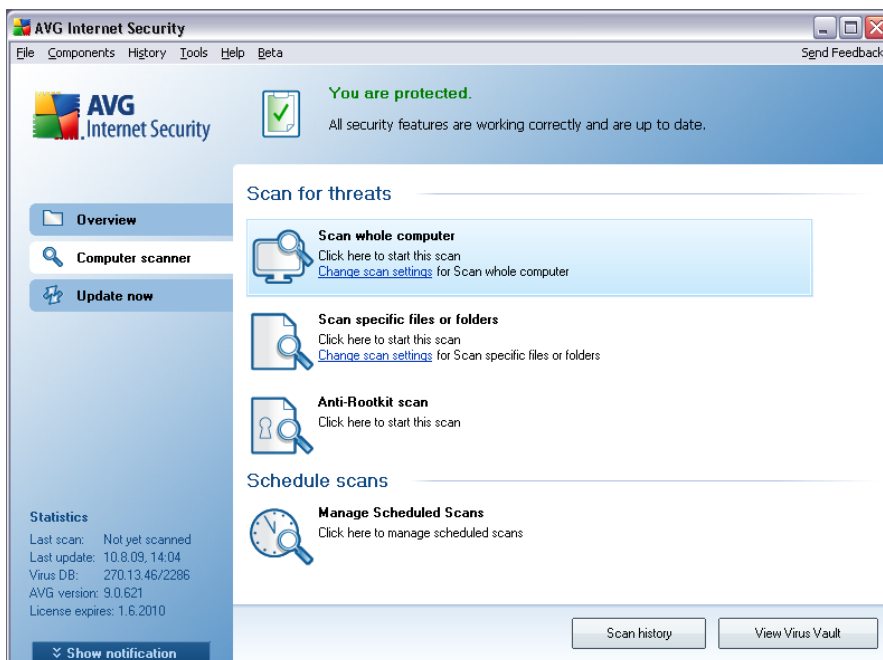 AVG Internet Security
File Components History Tools Help Beta Send Feedback
AVG
Internet Security
You are protected.
All security features are working correctly and are up to date.
Overview
Computer scanner
Update now
Scan for threats
Scan whole computer
Click here to start this scan
Change scan settings for Scan whole computer
Scan specific files or folders
Click here to start this scan
Change scan settings for Scan specific files or folders
Anti-Rootkit scan
Click here to start this scan
Schedule scans
Manage Scheduled Scans
Click here to manage scheduled scans
Statistics
Last scan: Not yet scanned
Last update: 10.8.09, 14:04
Virus DB: 270.13.46/2286
AVG version: 9.0.621
License expires: 1.6.2010
Show notification
Scan history
View Virus Vault